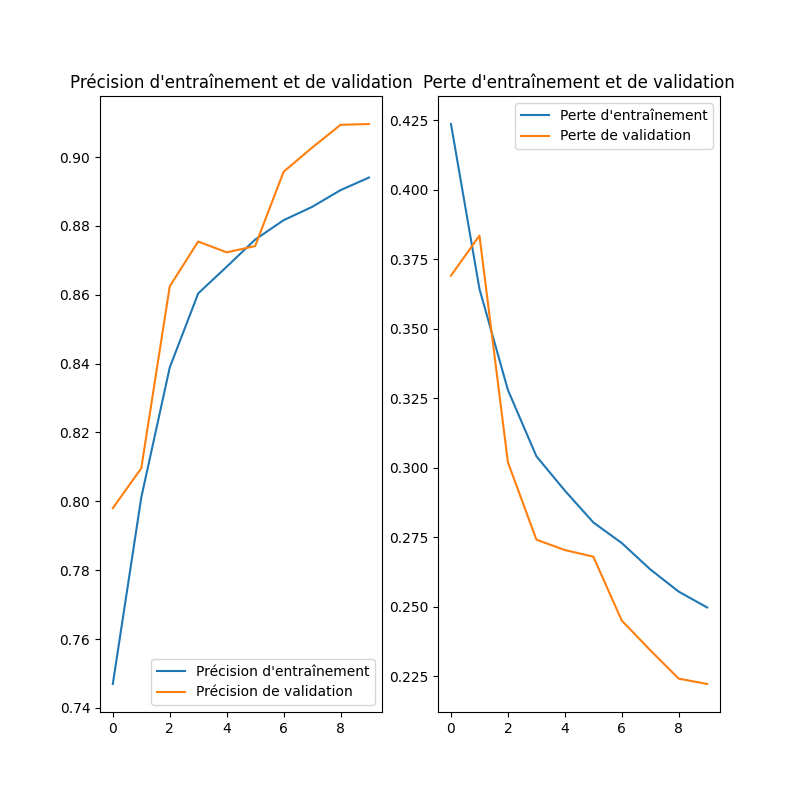 Précision d'entraînement et de validation
0.90
0.88
0.86
0.84
0.82
0.80
0.78
0.76
0.74
0 2 4 6 8
Précision d'entraînement
Précision de validation
Perte d'entraînement et de validation
Perte d'entraînement
Perte de validation
0.425
0.400
0.375
0.350
0.325
0.300
0.275
0.250
0.225
0 2 4 6 8